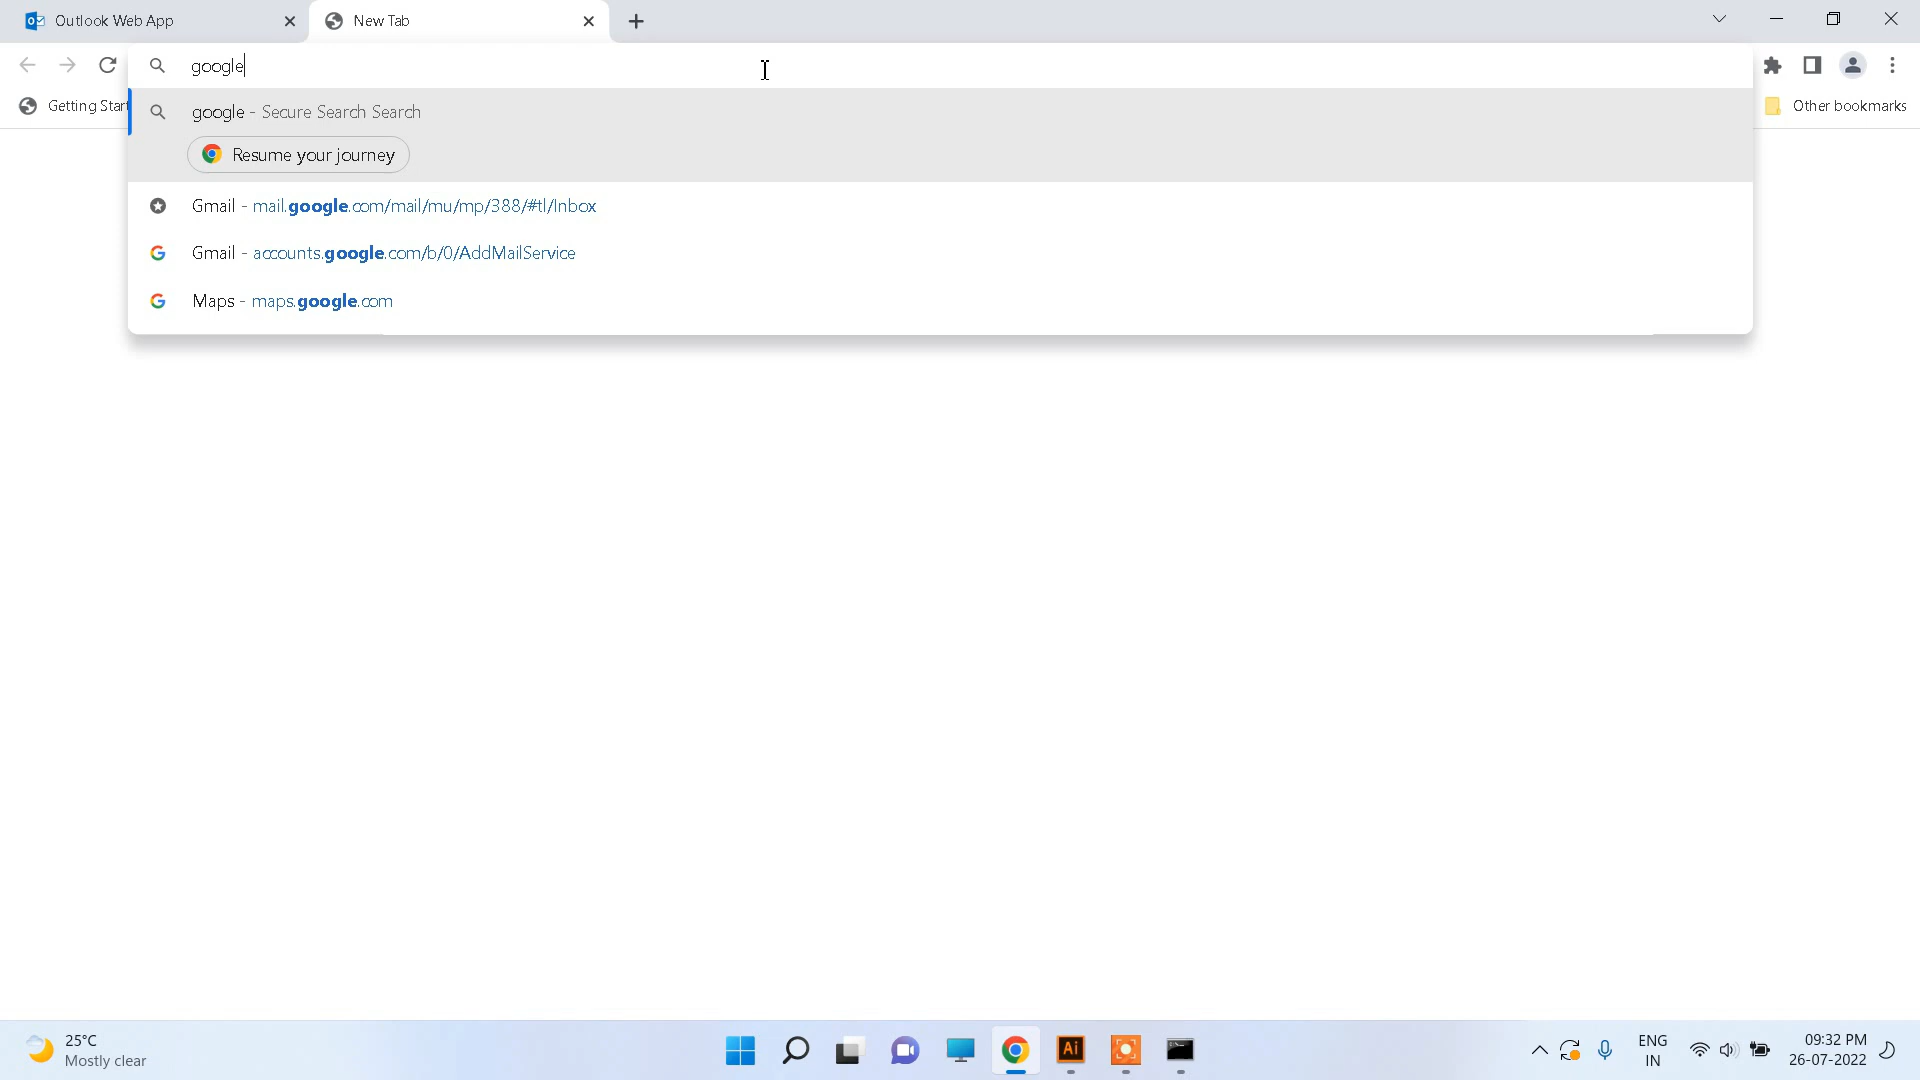 Outlook Web App
New Tab
google
Getting Start
Other bookmarks
google - Secure Search Search
Resume your journey
Gmail - mail.google.com/mail/mu/mp/388/#tl/Inbox
Gmail - accounts.google.com/b/0/AddMailService
Maps - maps.google.com
25°C
Mostly clear
Ai
ENG
IN
09:32 PM
26-07-2022